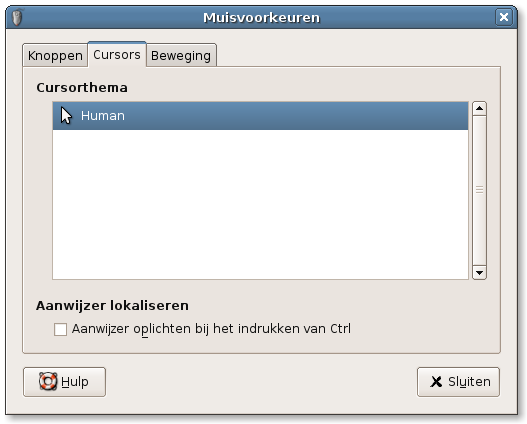 Muisvoorkeuren
Knoppen Cursors Beweging
Cursorthema
Human
Aanwijzer lokaliseren
Aanwijzer oplichten bij het indrukken van Ctrl
Hulp Sluiten